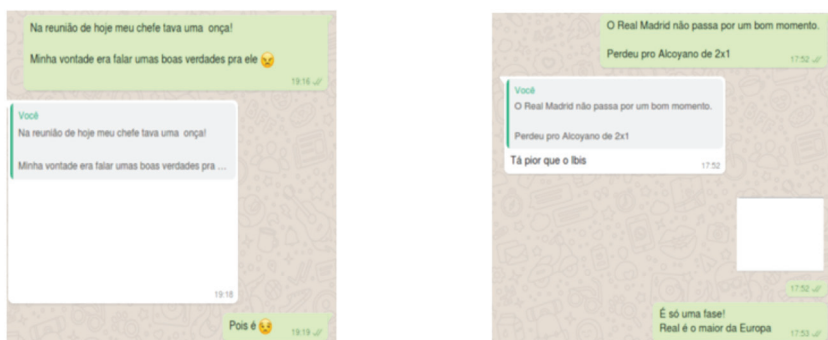 Na reunião de hoje meu chefe tava uma onça!
Minha vontade era falar umas boas verdades pra ele 😠
19:16
Você
Na reunião de hoje meu chefe tava uma onça!
Minha vontade era falar umas boas verdades pra ...
19:18
Pois é 😠
19:19
O Real Madrid não passa por um bom momento.
Perdeu pro Alcoyano de 2x1
17:52
Você
O Real Madrid não passa por um bom momento.
Perdeu pro Alcoyano de 2x1
Tá pior que o Ibis
17:52
17:52
É só uma fase!
Real é o maior da Europa
17:53